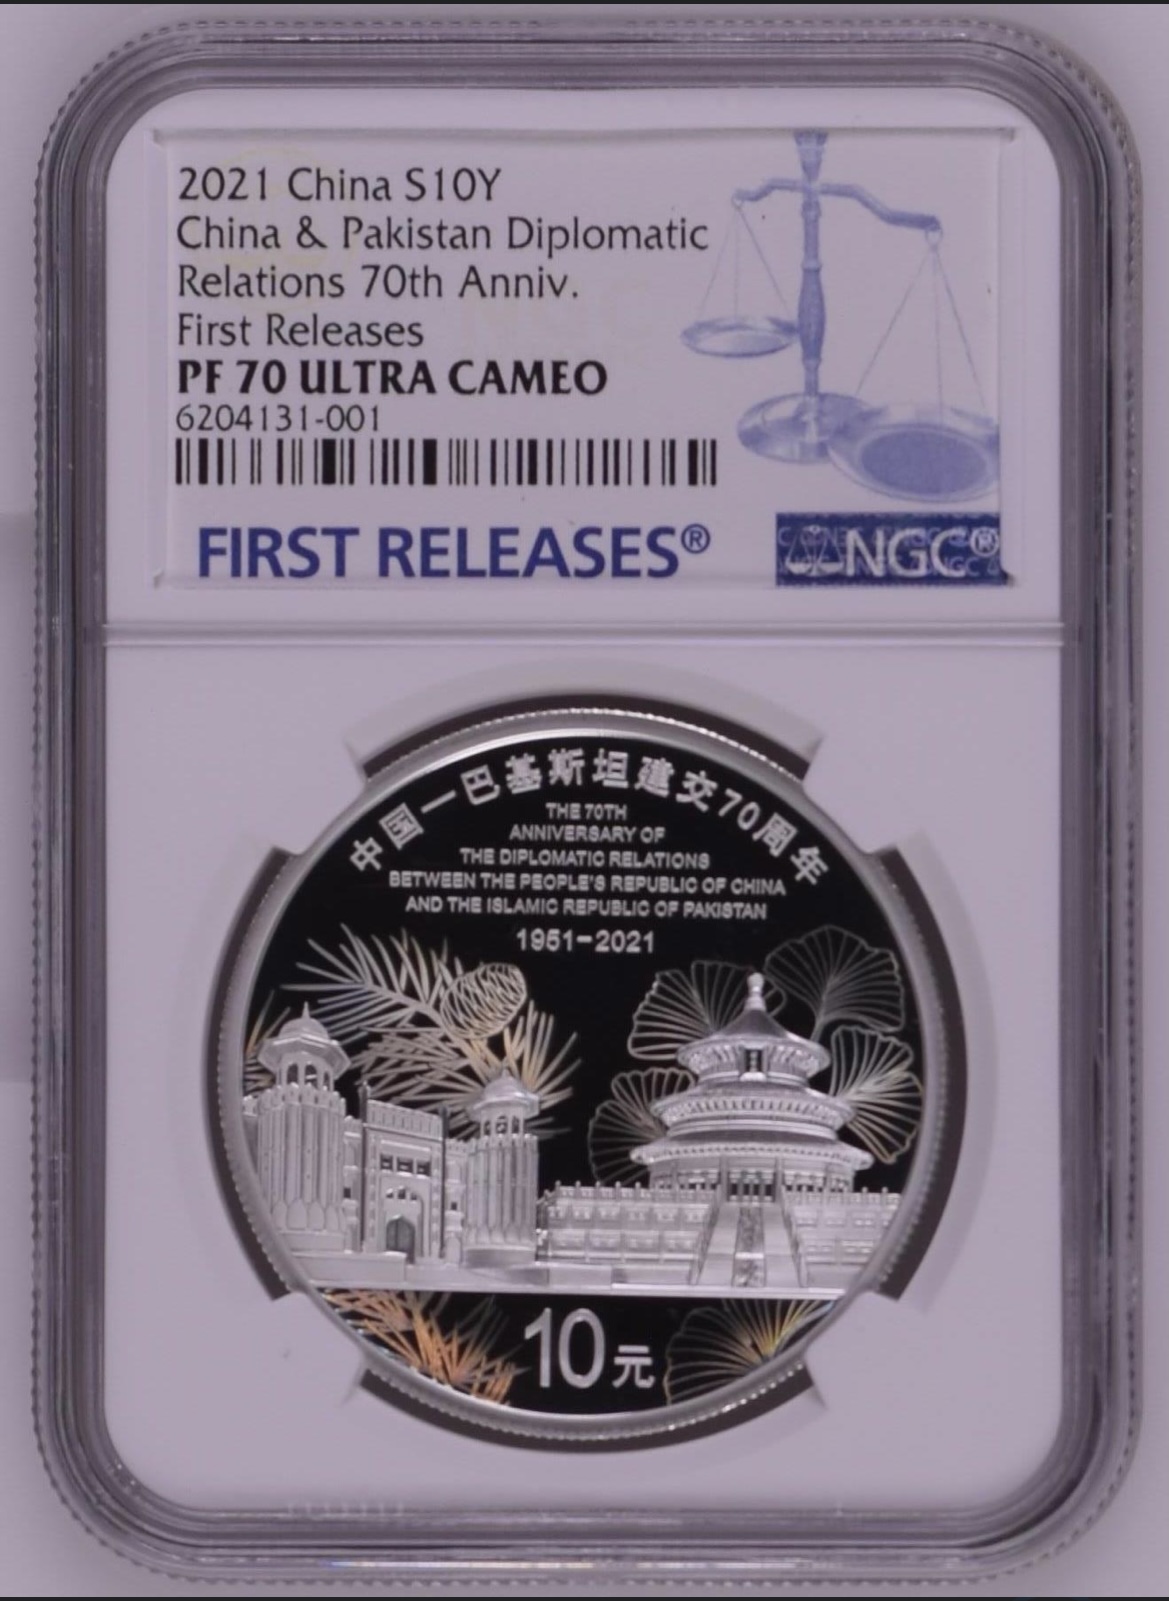 2021 China S10Y
China & Pakistan Diplomatic
Relations 70th Anniv.
First Releases
PF 70 ULTRA CAMEO
6204131-001
FIRST RELEASES®
NGC®
中国一巴基斯坦建交70周年
THE 70TH
ANNIVERSARY OF
THE DIPLOMATIC RELATIONS
BETWEEN THE PEOPLE'S REPUBLIC OF CHINA
AND THE ISLAMIC REPUBLIC OF PAKISTAN
1951-2021
10元